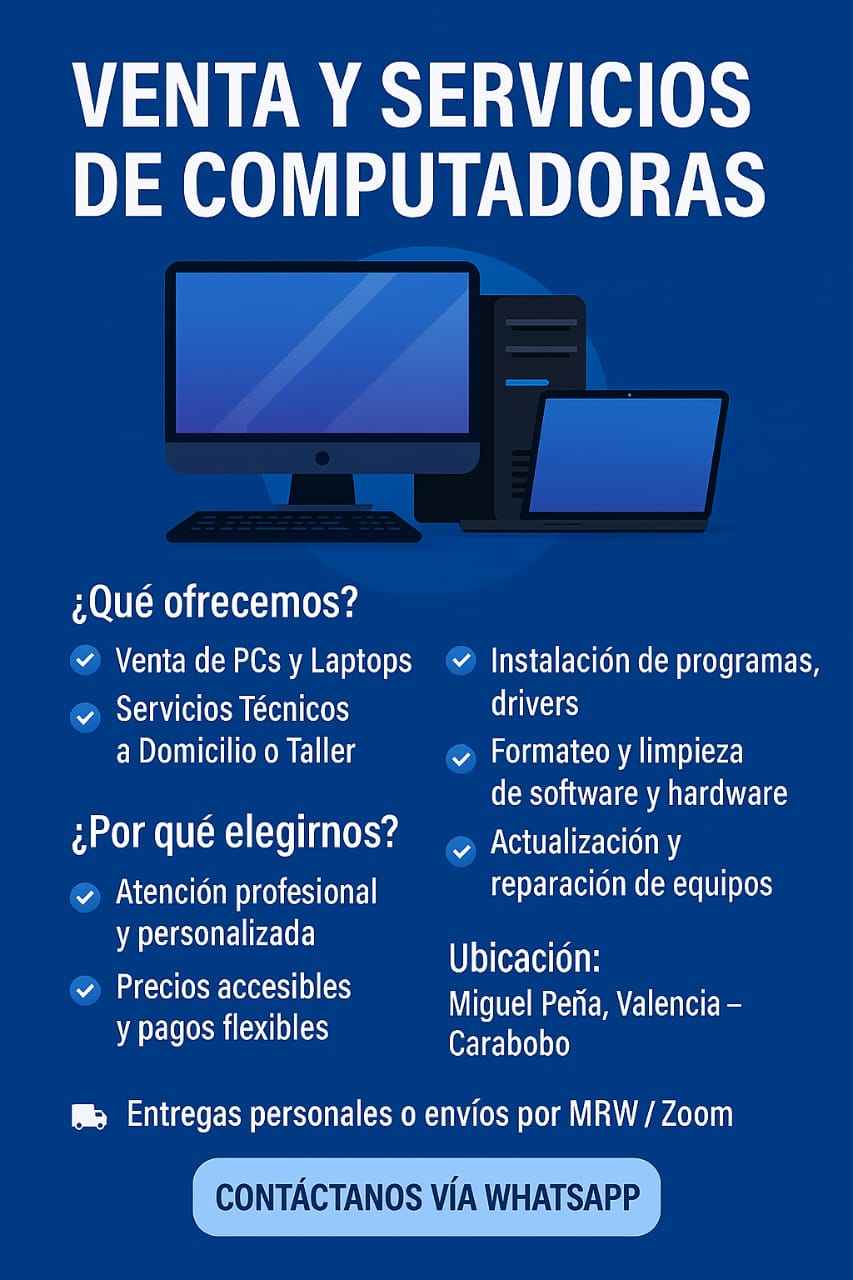 VENTA Y SERVICIOS
DE COMPUTADORAS
¿Qué ofrecemos?
Venta de PCs y Laptops
Servicios Técnicos
a Domicilio o Taller
Instalación de programas,
drivers
Formateo y limpieza
de software y hardware
Actualización y
reparación de equipos
¿Por qué elegirnos?
Atención profesional
y personalizada
Precios accesibles
y pagos flexibles
Ubicación:
Miguel Peña, Valencia –
Carabobo
Entregas personales o envíos por MRW / Zoom
CONTÁCTANOS VÍA WHATSAPP